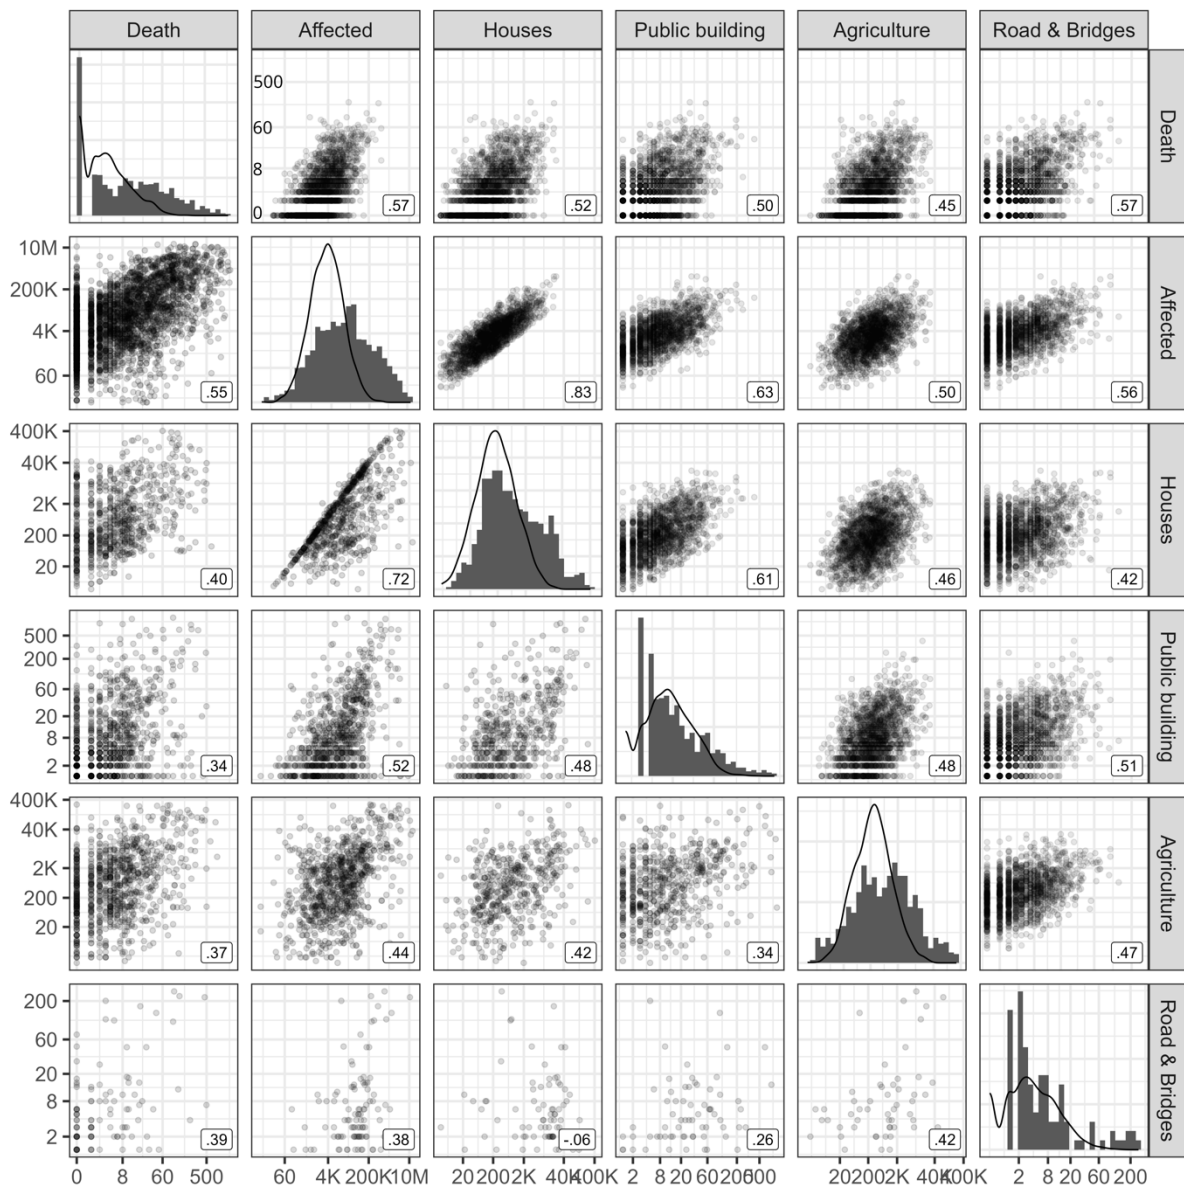 Death Affected Houses Public building Agriculture Road & Bridges
500
60
8
0
.57 .52 .50 .45 .57
Death
10M
200K
4K
60
.55 .83 .63 .50 .56
Affected
400K
40K
2K
200
20
.40 .72 .61 .46 .42
Houses
500
200
60
20
8
2
.34 .52 .48 .48 .51
Public building
400K
40K
2K
200
20
.37 .44 .42 .34 .47
Agriculture
200
60
20
8
2
.39 .38 -.06 .26 .42
Road & Bridges
0 8 60 500 60 4K 200K 10M 20 200 2K 40K 400K 2 8 20 60 200 500 20 200 2K 40K 400K 2 8 20 60 200